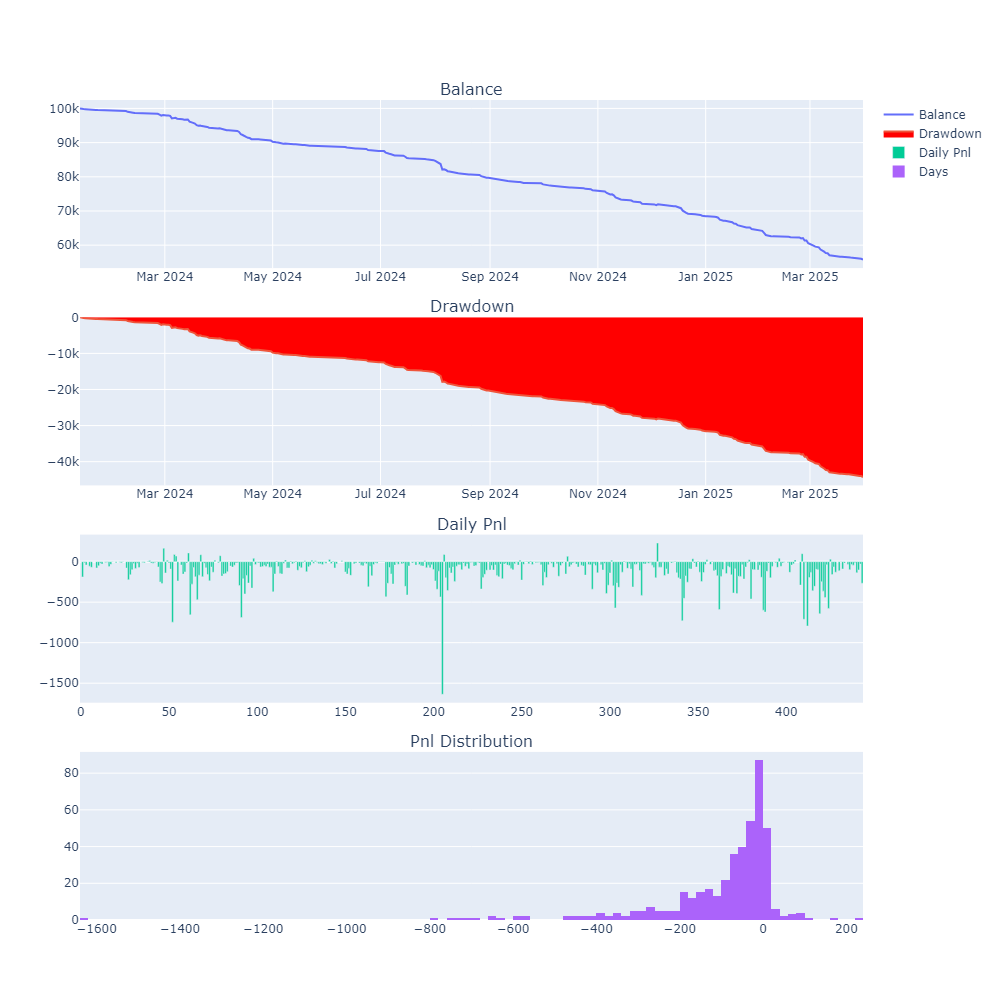 Balance
100k
90k
80k
70k
60k
Mar 2024 May 2024 Jul 2024 Sep 2024 Nov 2024 Jan 2025 Mar 2025
Balance
Drawdown
Daily Pnl
Days
Drawdown
0
−10k
−20k
−30k
−40k
Mar 2024 May 2024 Jul 2024 Sep 2024 Nov 2024 Jan 2025 Mar 2025
Daily Pnl
0
−500
−1000
−1500
0 50 100 150 200 250 300 350 400
Pnl Distribution
80
60
40
20
0
−1600 −1400 −1200 −1000 −800 −600 −400 −200 0 200